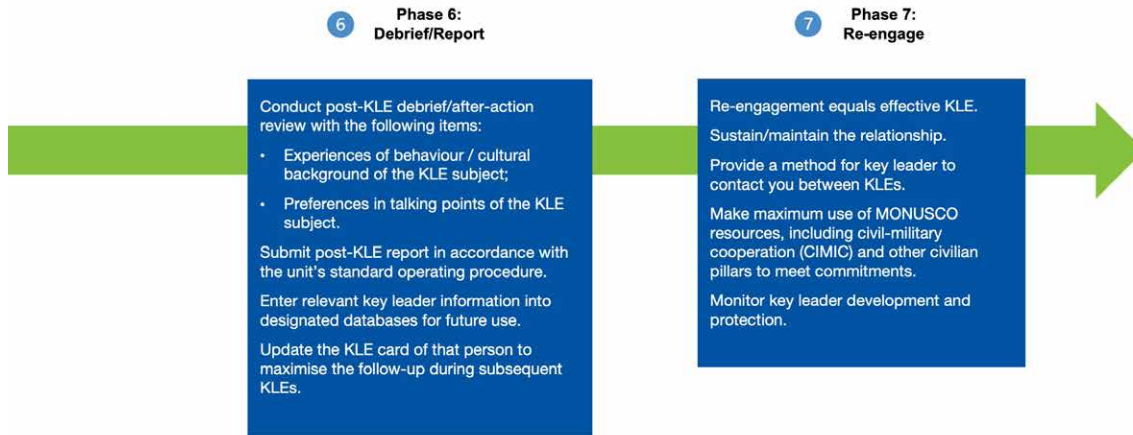 6
Phase 6:
Debrief/Report
Conduct post-KLE debrief/after-action
review with the following items:
• Experiences of behaviour / cultural
background of the KLE subject;
• Preferences in talking points of the KLE
subject.
Submit post-KLE report in accordance with
the unit's standard operating procedure.
Enter relevant key leader information into
designated databases for future use.
Update the KLE card of that person to
maximise the follow-up during subsequent
KLEs.
7
Phase 7:
Re-engage
Re-engagement equals effective KLE.
Sustain/maintain the relationship.
Provide a method for key leader to
contact you between KLEs.
Make maximum use of MONUSCO
resources, including civil-military
cooperation (CIMIC) and other civilian
pillars to meet commitments.
Monitor key leader development and
protection.